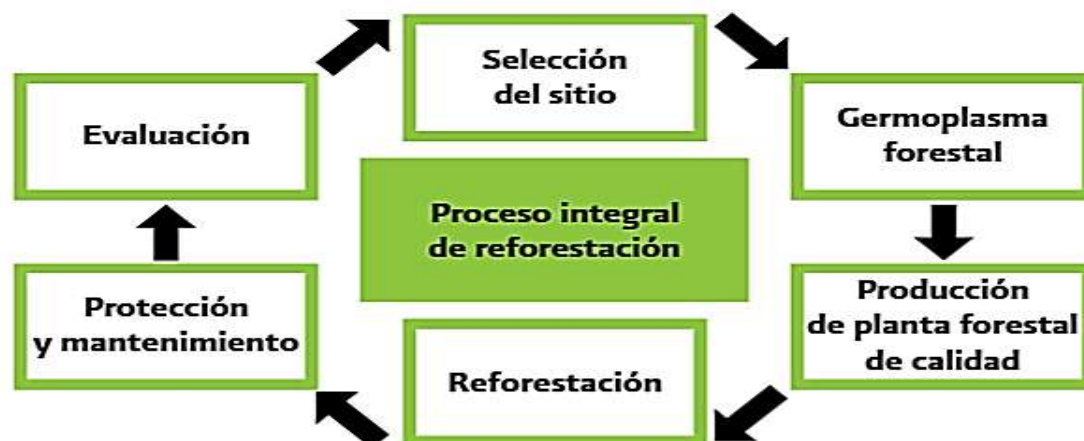 Selección
del sitio
Germoplasma
forestal
Producción
de planta forestal
de calidad
Reforestación
Protección
y mantenimiento
Evaluación
Proceso integral
de reforestación